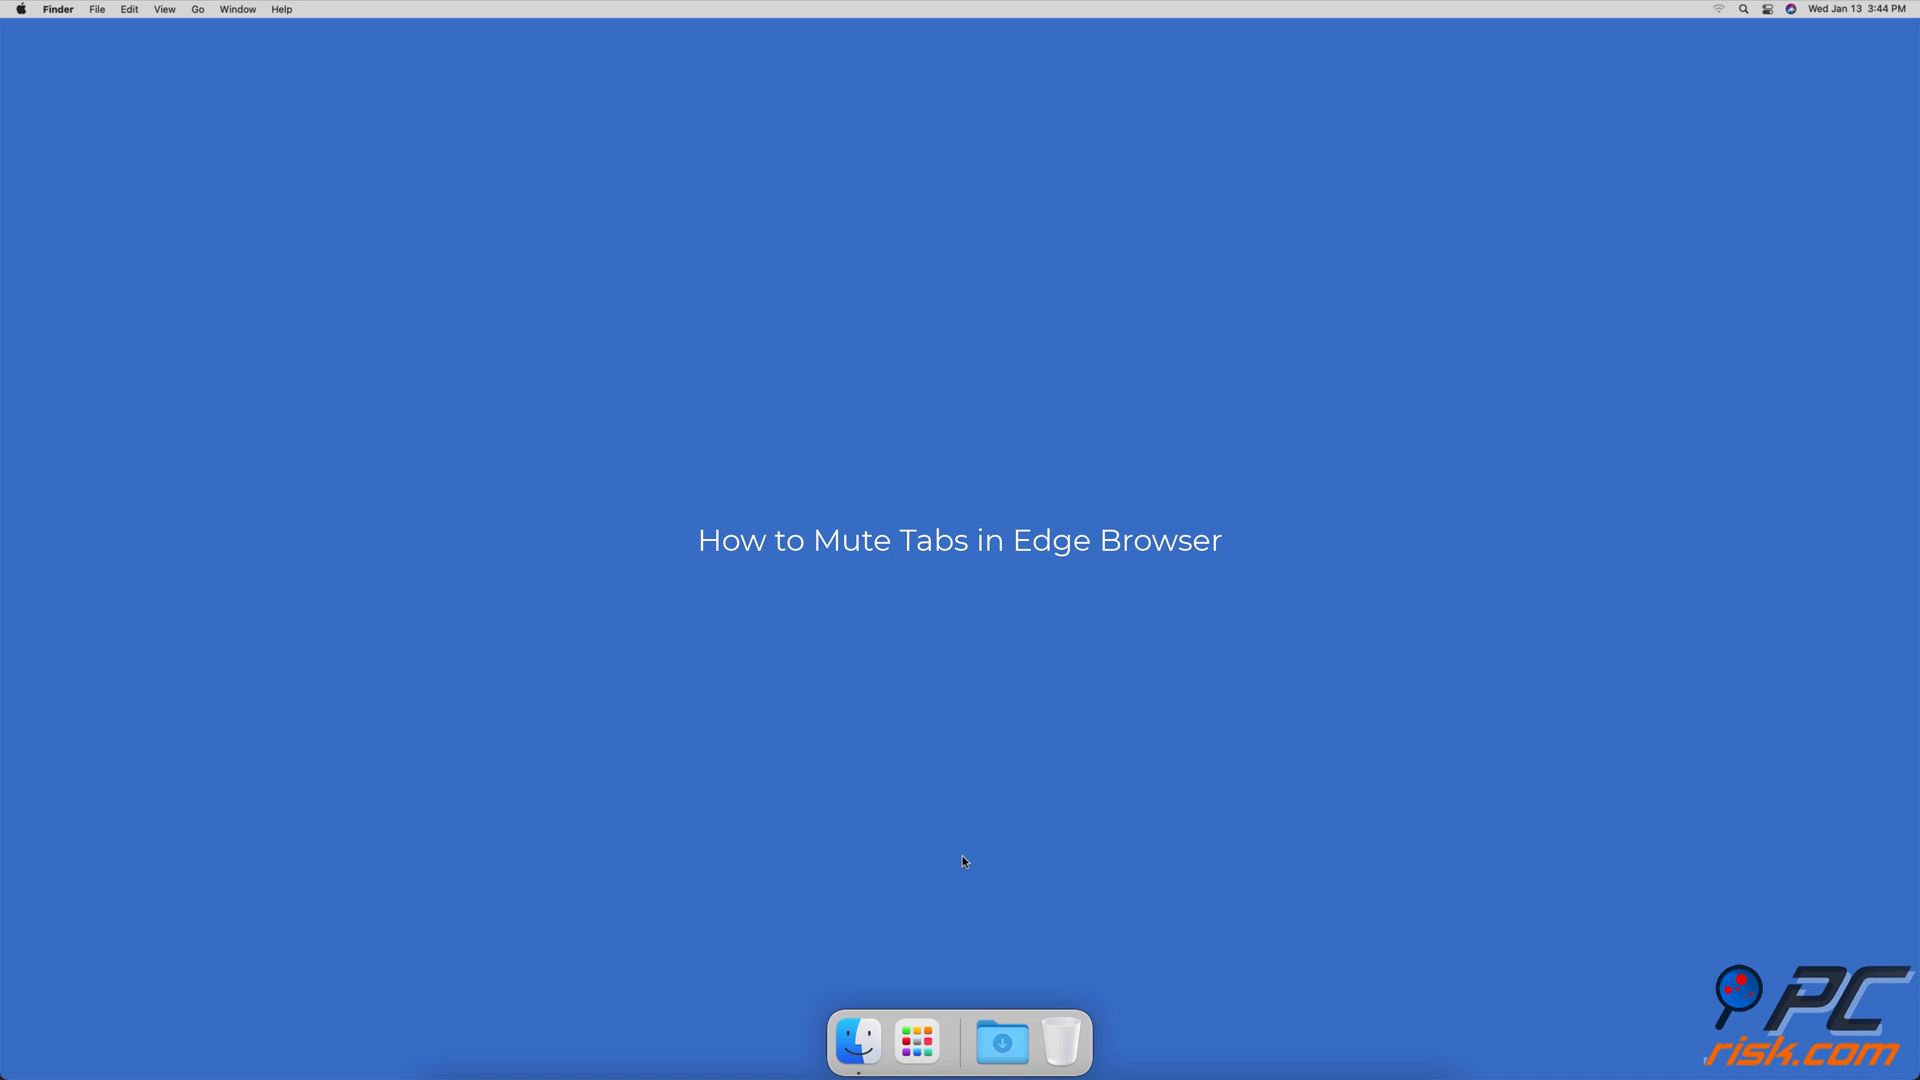 Finder File Edit View Go Window Help Wed Jan 13 3:44 PM
How to Mute Tabs in Edge Browser
PC
risk.com